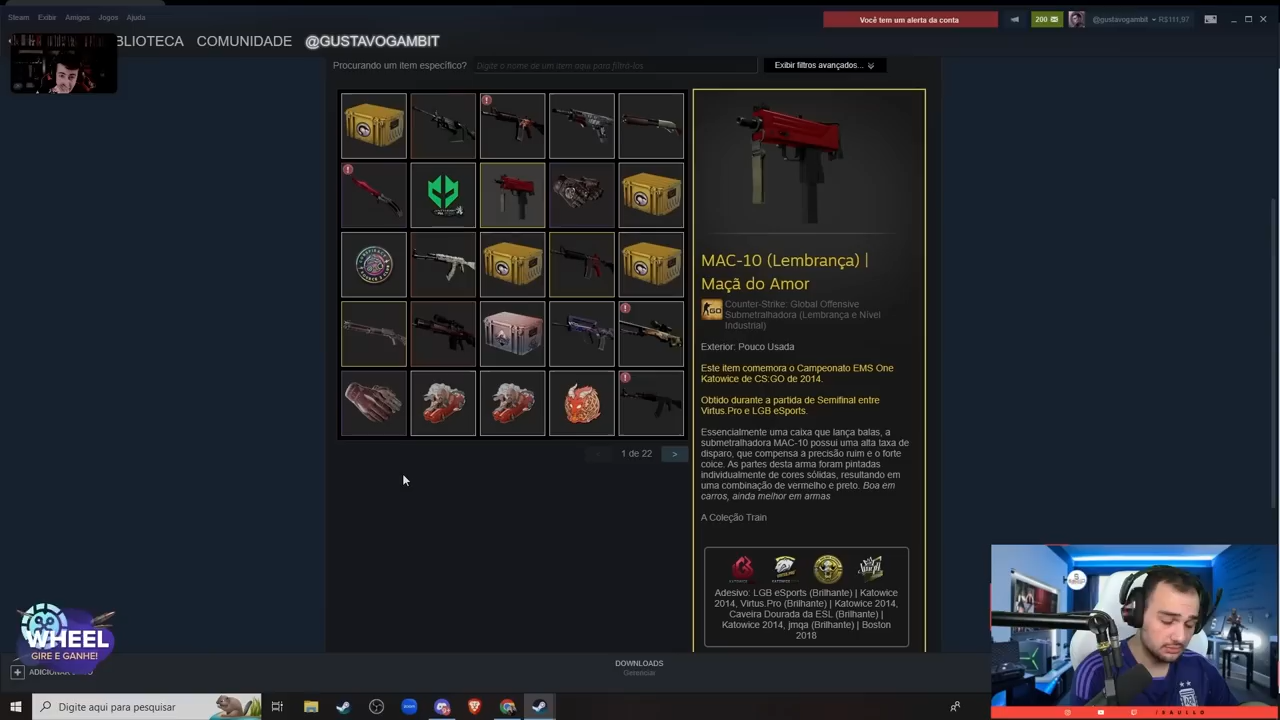 Steam Exibir Amigos Jogos Ajuda
Você tem um alerta da conta
200
@gustavogambit
R$111,97
BLIOTECA COMUNIDADE @GUSTAVOGAMBIT
Procurando um item específico?
Digite o nome de um item aqui para filtrá-los.
Exibir filtros avançados...
1 de 22
>
MAC-10 (Lembrança) |
Maçã do Amor
Counter-Strike: Global Offensive
Submetralhadora (Lembrança e Nível
Industrial)
Exterior: Pouco Usada
Este item comemora o Campeonato EMS One
Katowice de CS:GO de 2014.
Obtido durante a partida de Semifinal entre
Virtus.Pro e LGB eSports.
Essencialmente uma caixa que lança balas, a
submetralhadora MAC-10 possui uma alta taxa de
disparo, que compensa a precisão ruim e o forte
coice. As partes desta arma foram pintadas
individualmente de cores sólidas, resultando em
uma combinação de vermelho e preto. Boa em
carros, ainda melhor em armas
A Coleção Train
Adesivo: LGB eSports (Brilhante) | Katowice
2014, Virtus.Pro (Brilhante) | Katowice 2014,
Caveira Dourada da ESL (Brilhante) |
Katowice 2014, jmqa (Brilhante) | Boston
2018
WHEEL
GIRE E GANHE!
ADICIONAR
DOWNLOADS
Gerenciar
Digite aqui para pesquisar
zoom